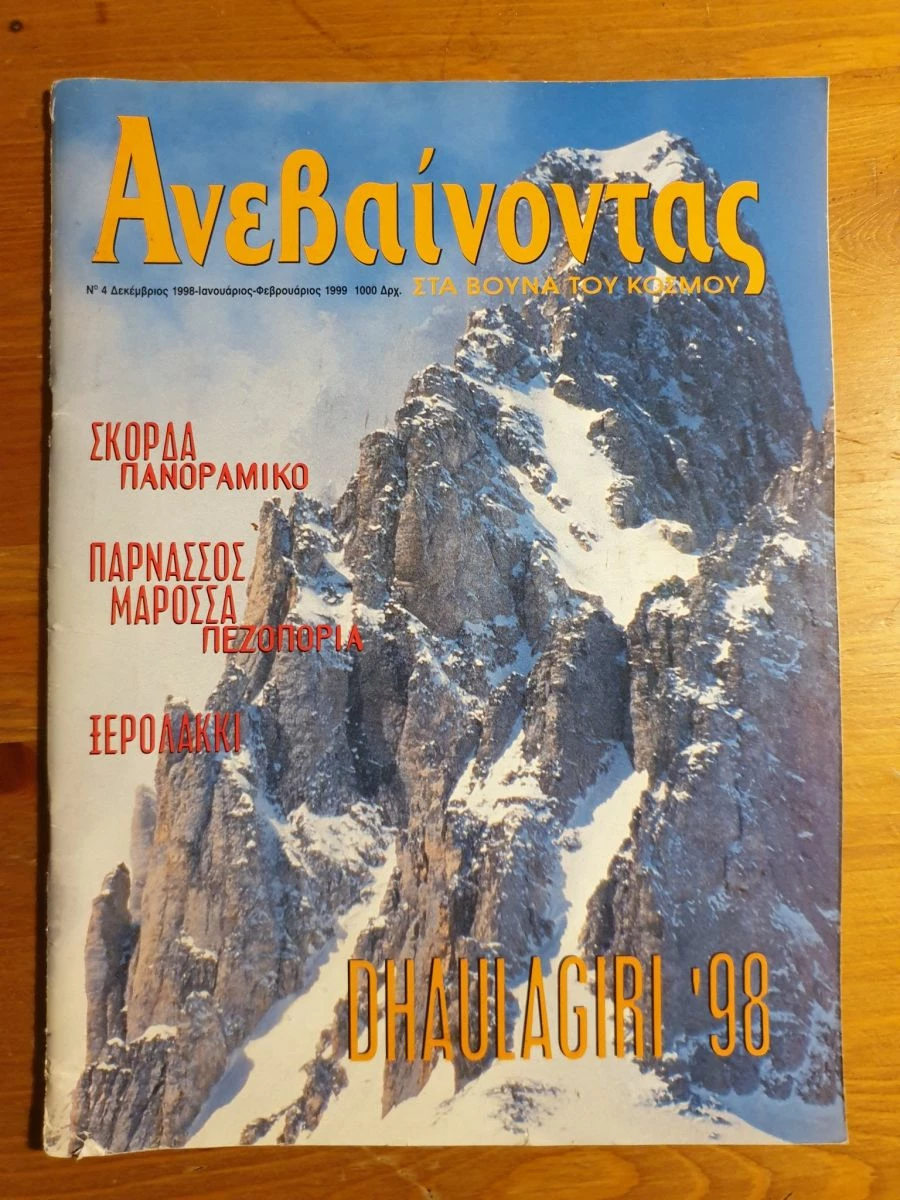 Ανεβαίνοντας
Νο 4 Δεκέμβριος 1998-Ιανουάριος-Φεβρουάριος 1999 1000 Δρχ.
ΣΤΑ ΒΟΥΝΑ ΤΟΥ ΚΟΣΜΟΥ
ΣΚΟΡΔΑ
ΠΑΝΟΡΑΜΙΚΟ
ΠΑΡΝΑΣΣΟΣ
ΜΑΡΟΣΣΑ
ΠΕΖΟΠΟΡΙΑ
ΞΕΡΟΛΑΚΚΙ
DHAULAGIRI '98